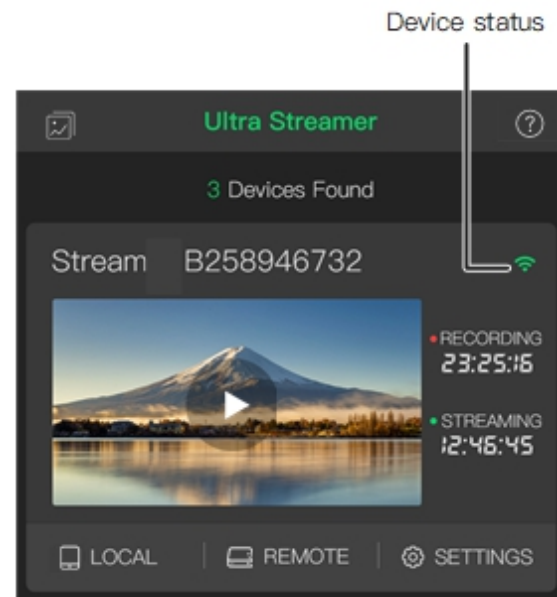 Device status
Ultra Streamer
3 Devices Found
Stream B258946732
RECORDING
23:25:16
STREAMING
12:46:45
LOCAL
REMOTE
SETTINGS